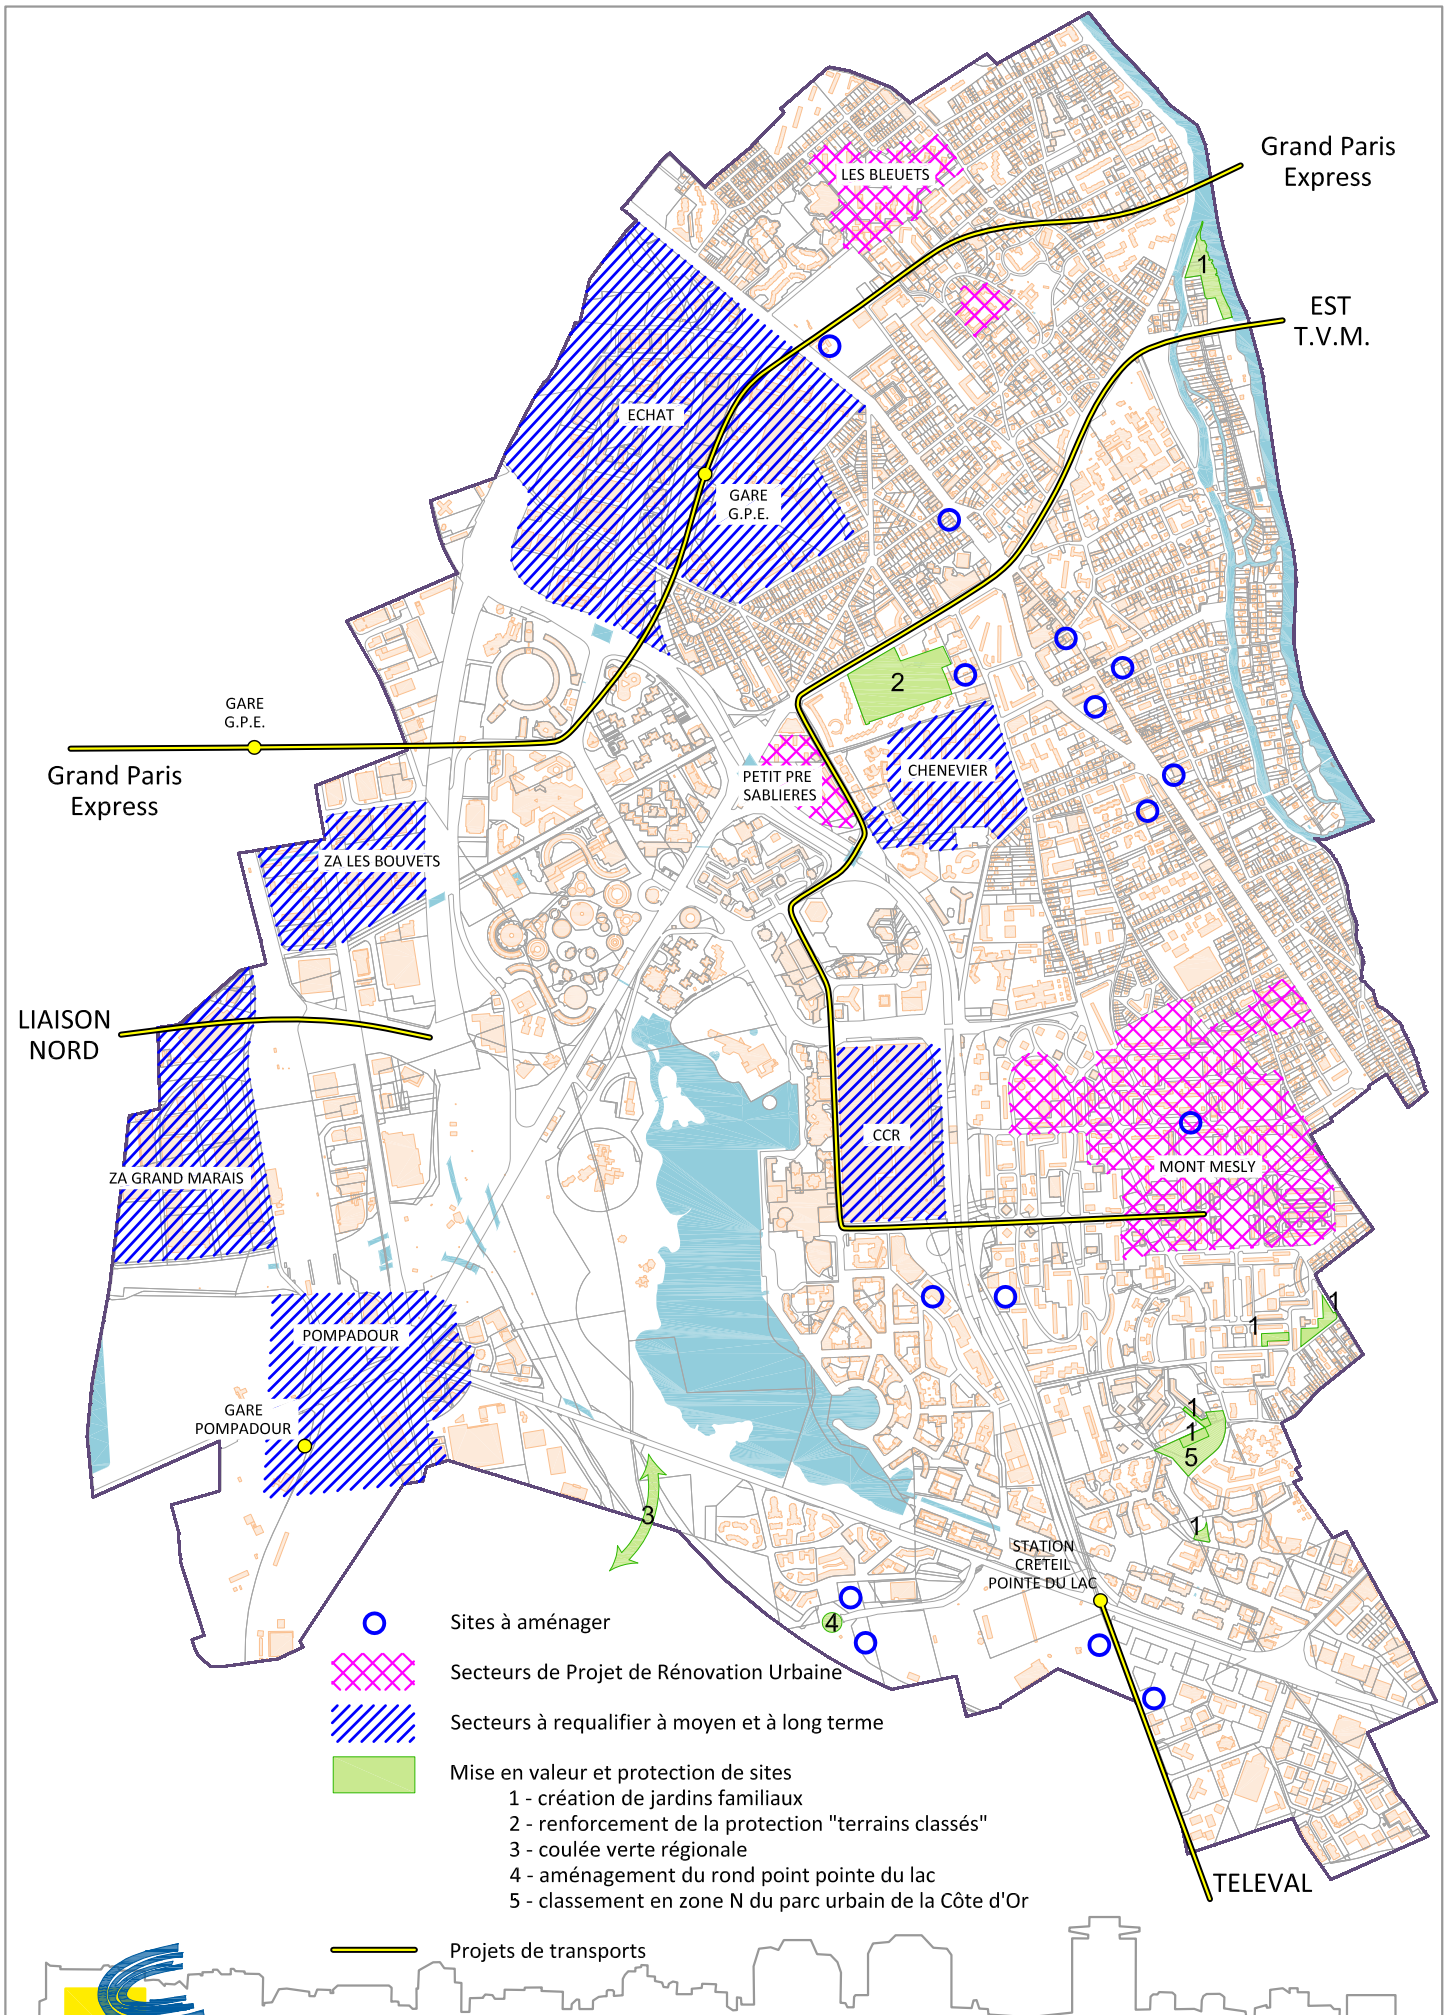 Grand Paris
Express
LES BLEUETS
1
EST
T.V.M.
ECHAT
GARE
G.P.E.
2
GARE
G.P.E.
Grand Paris
Express
PETIT PRE
SABLIERES
CHENEVIER
ZA LES BOUVETS
LIAISON
NORD
CCR
MONT MESLY
ZA GRAND MARAIS
1
1
POMPADOUR
GARE
POMPADOUR
1
1
5
3
1
STATION
CRETEIL
POINTE DU LAC
4
Sites à aménager
Secteurs de Projet de Rénovation Urbaine
Secteurs à requalifier à moyen et à long terme
Mise en valeur et protection de sites
1 - création de jardins familiaux
2 - renforcement de la protection "terrains classés"
3 - coulée verte régionale
4 - aménagement du rond point pointe du lac
5 - classement en zone N du parc urbain de la Côte d'Or
TELEVAL
Projets de transports